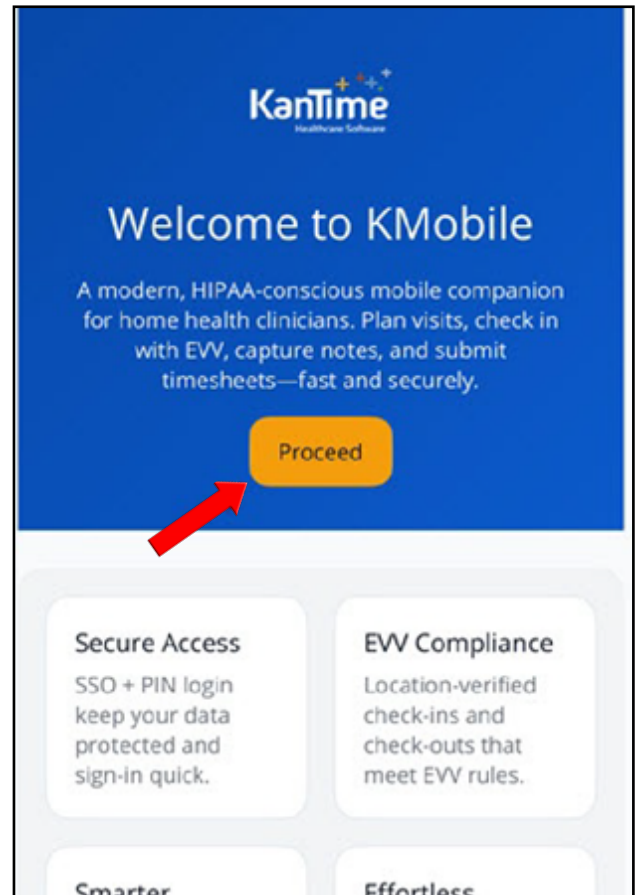 KanTime
Healthcare Software
Welcome to KMobile
A modern, HIPAA-conscious mobile companion
for home health clinicians. Plan visits, check in
with EVV, capture notes, and submit
timesheets—fast and securely.
Proceed
Secure Access
SSO + PIN login
keep your data
protected and
sign-in quick.
EVV Compliance
Location-verified
check-ins and
check-outs that
meet EVV rules.
Smarter
Effortless